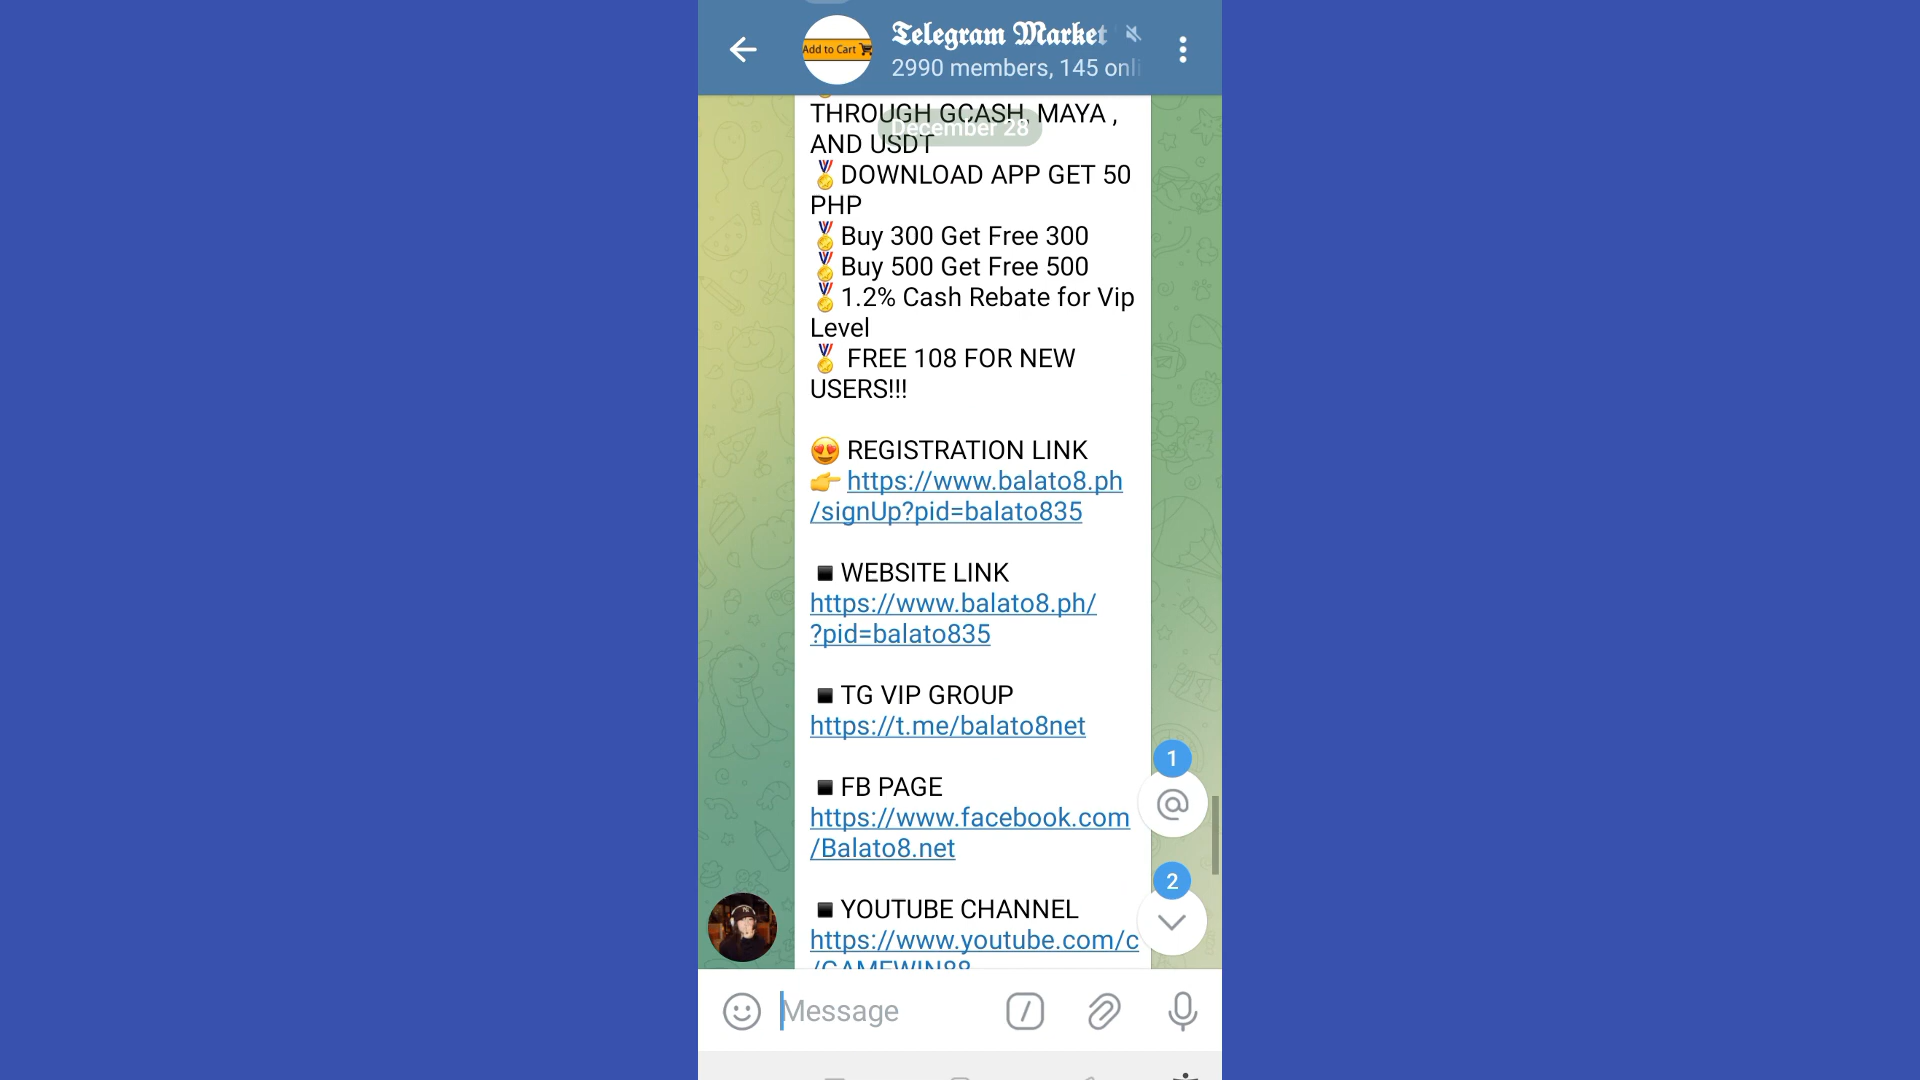 Add to Cart
Telegram Market
2990 members, 145 onli
THROUGH GCASH, MAYA ,
December 28
AND USDT
🏅DOWNLOAD APP GET 50
PHP
🏅Buy 300 Get Free 300
🏅Buy 500 Get Free 500
🏅1.2% Cash Rebate for Vip
Level
🏅 FREE 108 FOR NEW
USERS!!!
😍 REGISTRATION LINK
👉 https://www.balato8.ph
/signUp?pid=balato835
▪️WEBSITE LINK
https://www.balato8.ph/
?pid=balato835
▪️TG VIP GROUP
https://t.me/balato8net
1
▪️FB PAGE
https://www.facebook.com
/Balato8.net
2
▪️YOUTUBE CHANNEL
https://www.youtube.com/c
/GAMEWIN88
Message